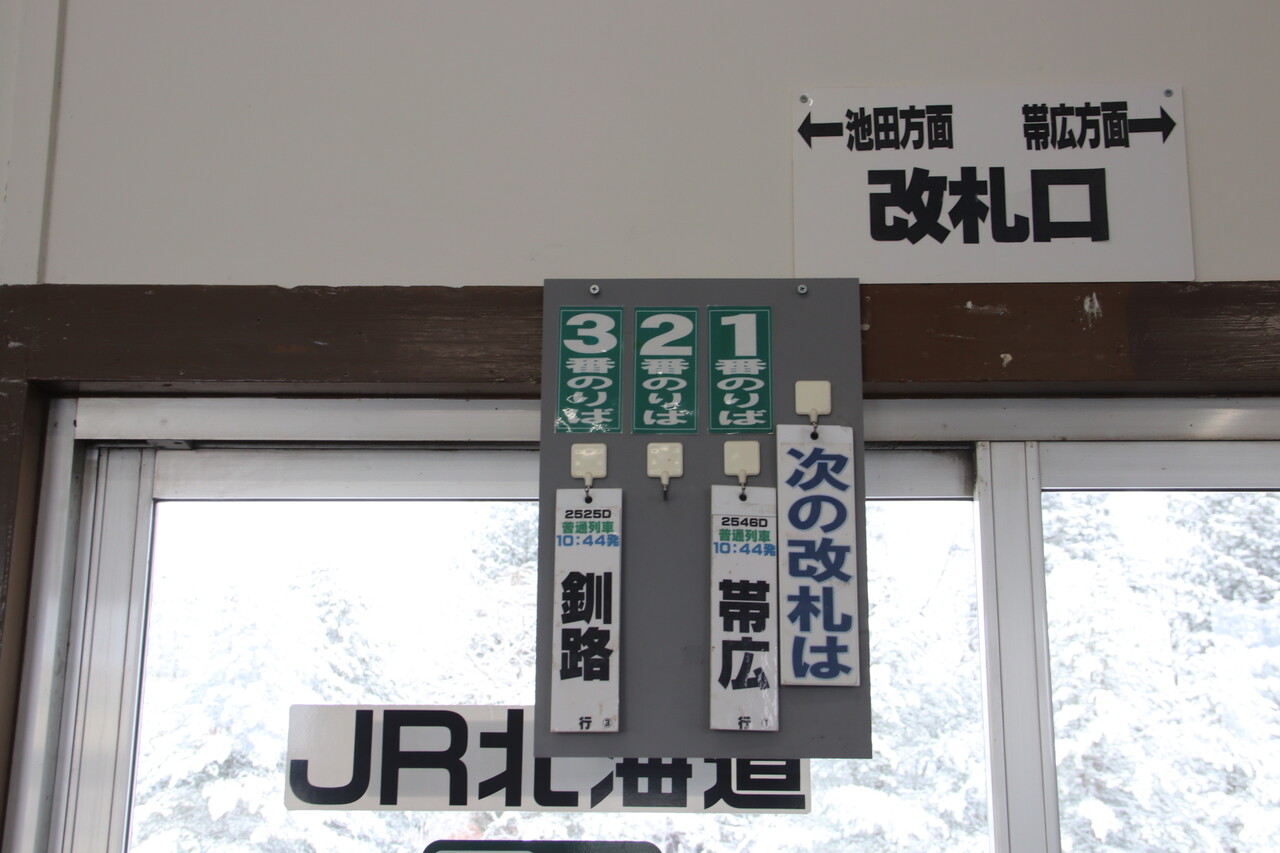 ←池田方面 帯広方面→
改札口
次の改札は
1番のりば
2546D
普通列車
10:44発
帯広
行 1
2番のりば
3番のりば
2525D
普通列車
10:44発
釧路
行 3
JR北海道